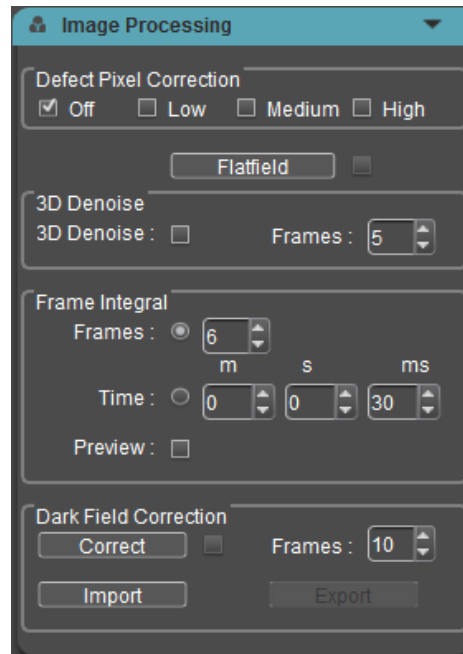 Image Processing
Defect Pixel Correction
Off Low Medium High
Flatfield
3D Denoise
3D Denoise : Frames : 5
Frame Integral
Frames : 6
m s ms
Time : 0 0 30
Preview :
Dark Field Correction
Correct Frames : 10
Import Export